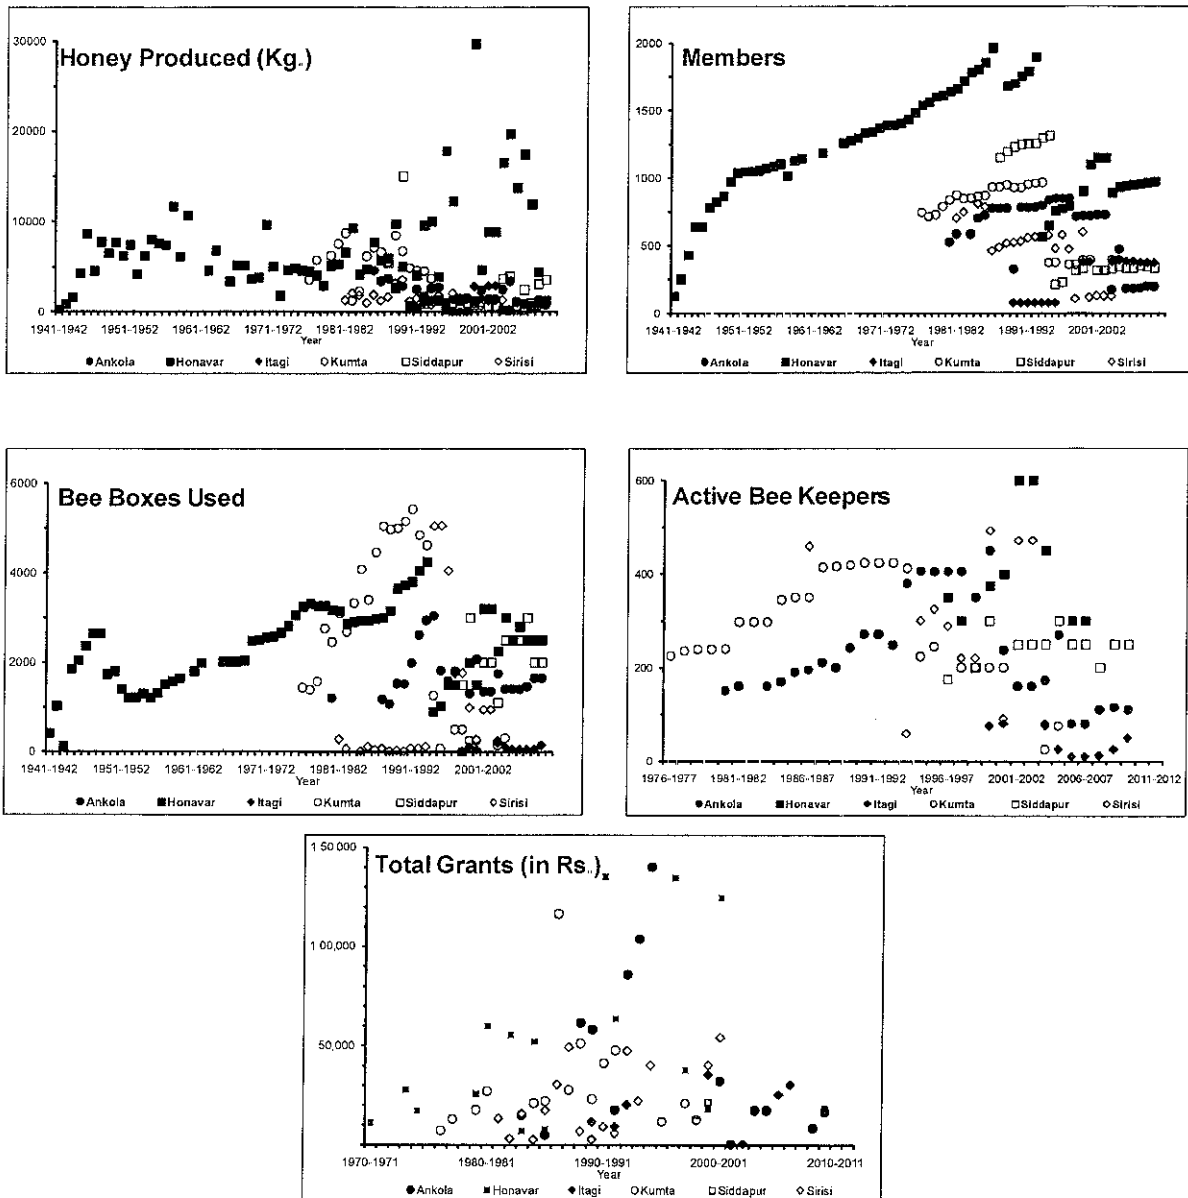 Honey Produced (Kg.)
30000
20000
10000
0
1941-1942 1951-1952 1961-1962 1971-1972 1981-1982 1991-1992 2001-2002
Year
Ankola Honavar Itagi Kumta Siddapur Sirisi
Members
2000
1500
1000
500
0
1941-1942 1951-1952 1961-1962 1971-1972 1981-1982 1991-1992 2001-2002
Year
Ankola Honavar Itagi Kumta Siddapur Sirisi
Bee Boxes Used
6000
4000
2000
0
1941-1942 1951-1952 1961-1962 1971-1972 1981-1982 1991-1992 2001-2002
Year
Ankola Honavar Itagi Kumta Siddapur Sirisi
Active Bee Keepers
600
400
200
0
1976-1977 1981-1982 1986-1987 1991-1992 1996-1997 2001-2002 2006-2007 2011-2012
Year
Ankola Honavar Itagi Kumta Siddapur Sirisi
Total Grants (in Rs.)
1 50,000
1 00,000
50,000
1970-1971 1980-1981 1990-1991 2000-2001 2010-2011
Year
Ankola Honavar Itagi Kumta Siddapur Sirisi